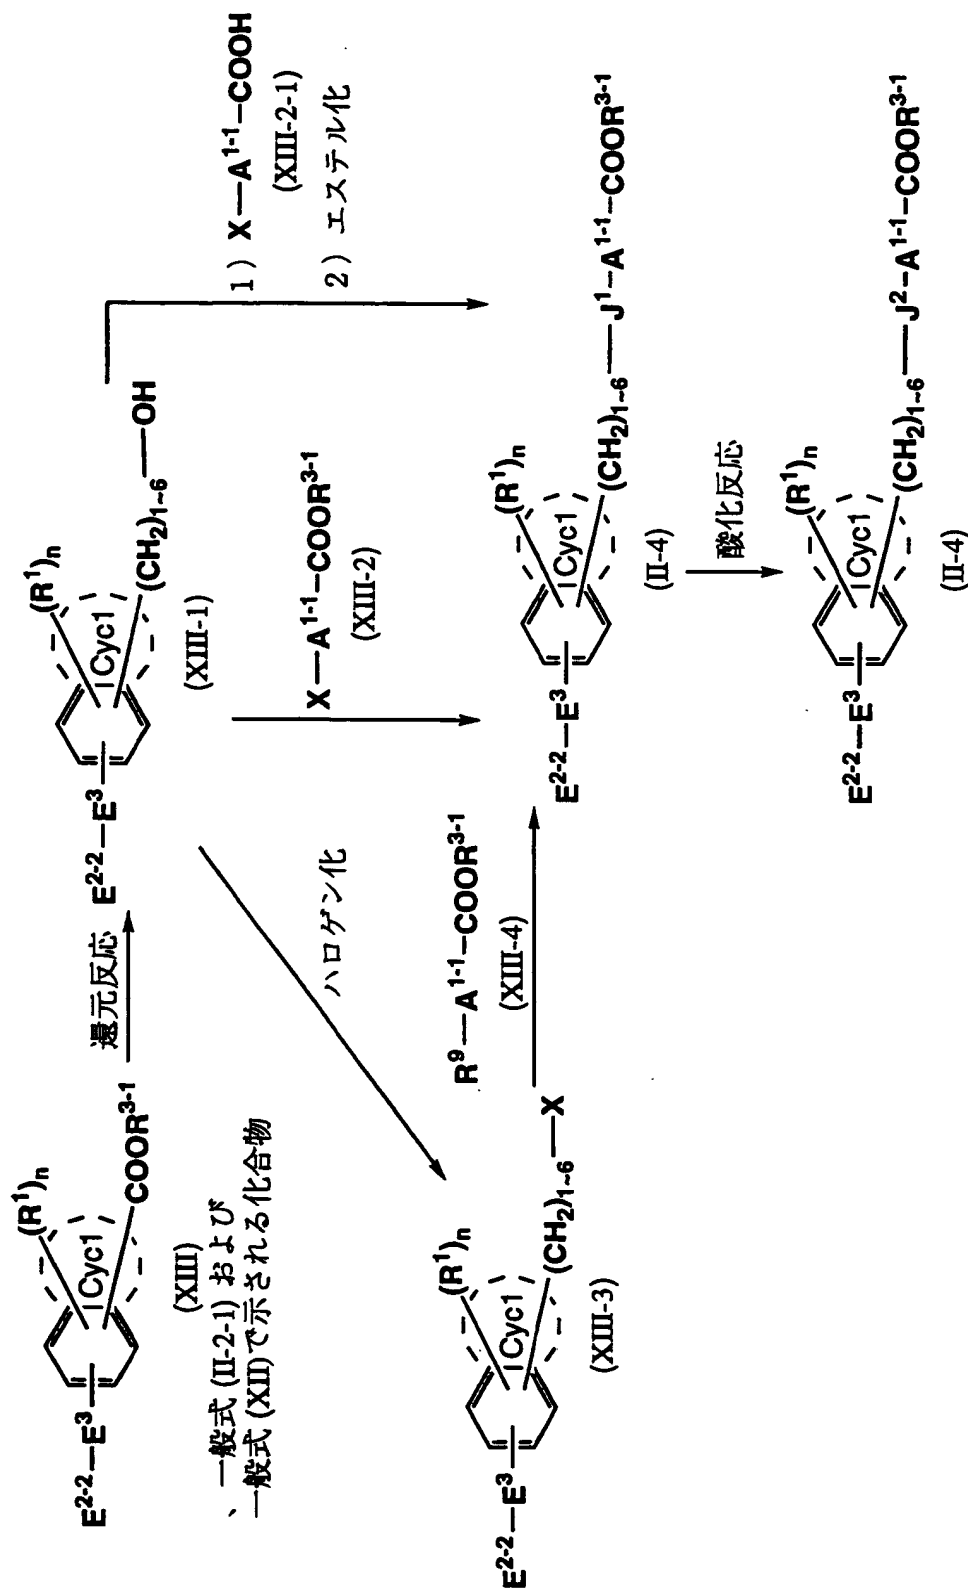 E²⁻²—E³
Cyc1
(R¹)ₙ
COOR³⁻¹
(XIII)
、一般式 (II-2-1) および
一般式 (XII) で示される化合物
還元反応
E²⁻²—E³
Cyc1
(R¹)ₙ
(CH₂)₁~₆—OH
(XIII-1)
1) X—A¹⁻¹—COOH
(XIII-2-1)
2) エステル化
X—A¹⁻¹—COOR³⁻¹
(XIII-2)
ハロゲン化
E²⁻²—E³
Cyc1
(R¹)ₙ
(CH₂)₁~₆—X
(XIII-3)
R⁹—A¹⁻¹—COOR³⁻¹
(XIII-4)
E²⁻²—E³
Cyc1
(R¹)ₙ
(CH₂)₁~₆—J¹—A¹⁻¹—COOR³⁻¹
(II-4)
酸化反応
E²⁻²—E³
Cyc1
(R¹)ₙ
(CH₂)₁~₆—J²—A¹⁻¹—COOR³⁻¹
(II-4)